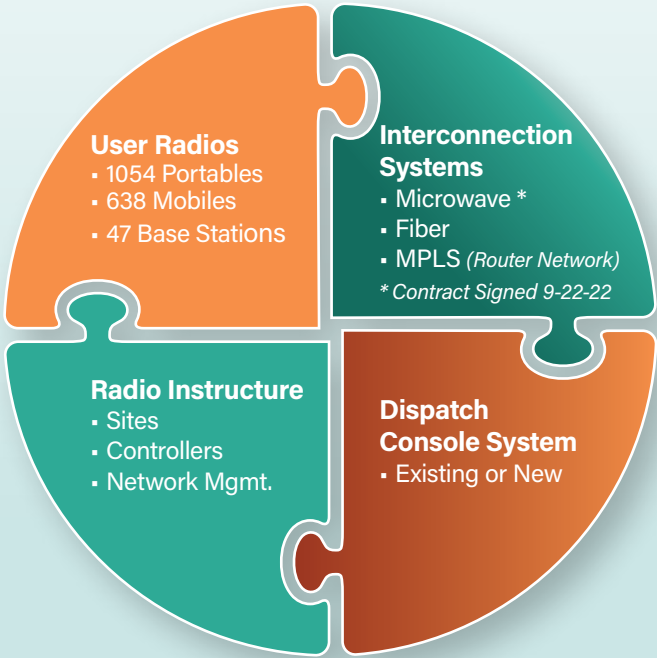 User Radios
▪ 1054 Portables
▪ 638 Mobiles
▪ 47 Base Stations
Interconnection
Systems
▪ Microwave *
▪ Fiber
▪ MPLS (Router Network)
* Contract Signed 9-22-22
Radio Instructure
▪ Sites
▪ Controllers
▪ Network Mgmt.
Dispatch
Console System
▪ Existing or New